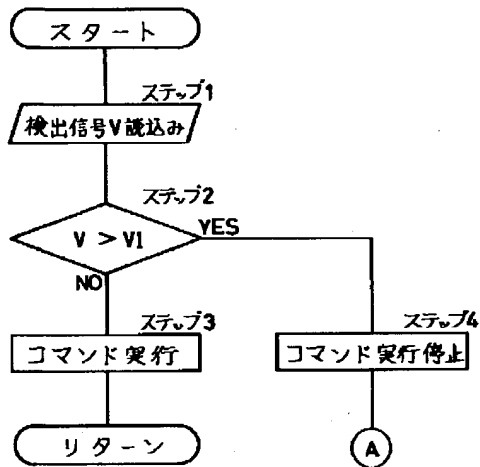 スタート
ステップ1
検出信号V読込み
ステップ2
V > V1
YES
NO
ステップ3
コマンド実行
ステップ4
コマンド実行停止
リターン
A